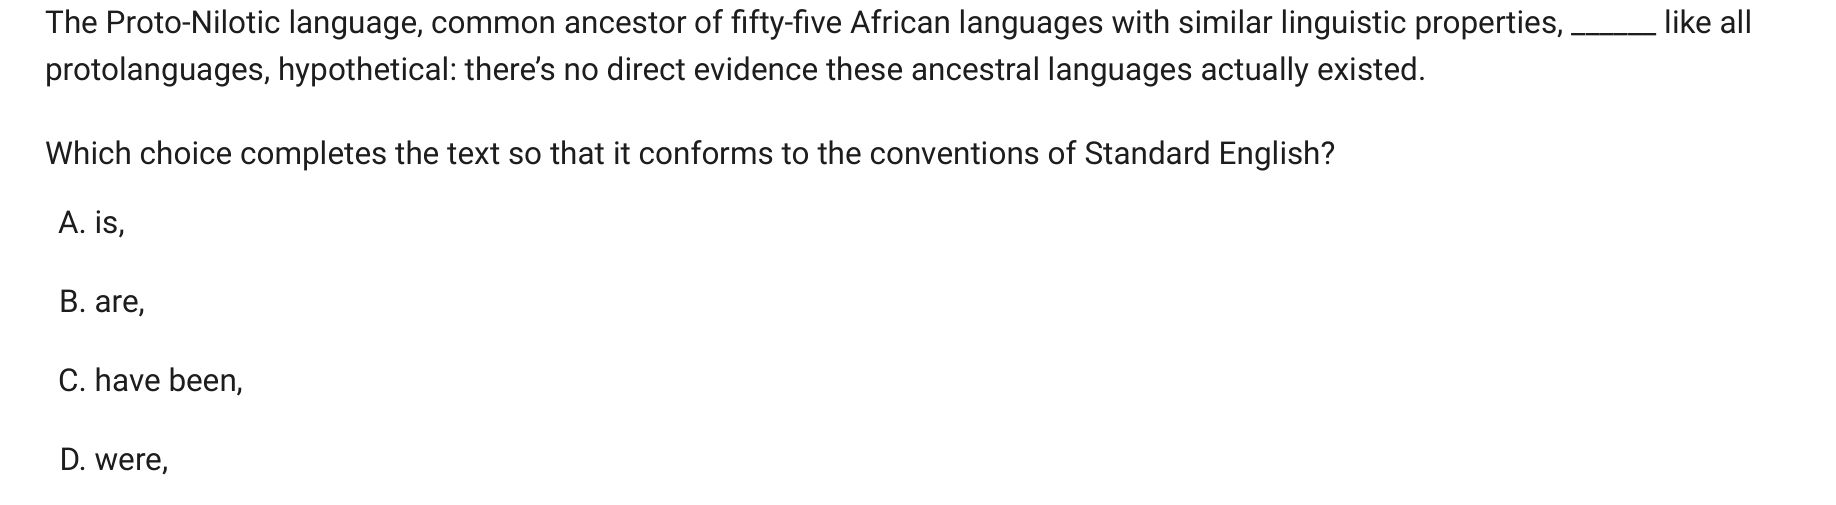 The Proto-Nilotic language, common ancestor of fifty-five African languages with similar linguistic properties, ______ like all
protolanguages, hypothetical: there’s no direct evidence these ancestral languages actually existed.
Which choice completes the text so that it conforms to the conventions of Standard English?
A. is,
B. are,
C. have been,
D. were,